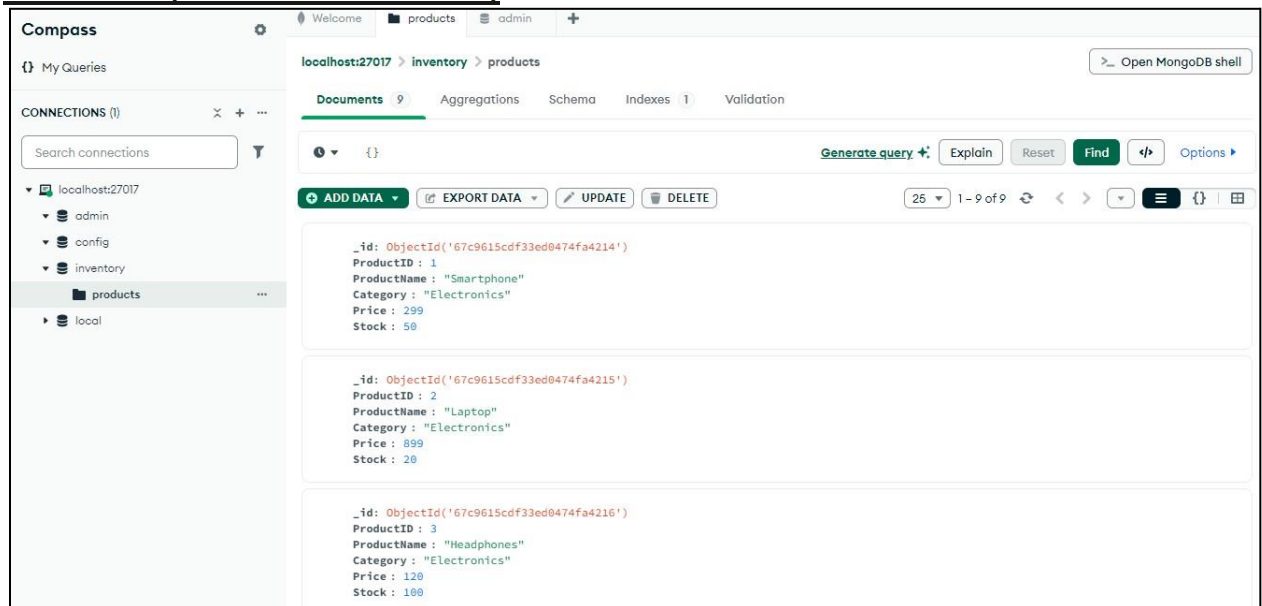 Compass
{} My Queries
CONNECTIONS (1)
Search connections
localhost:27017
admin
config
inventory
products
local
Welcome
products
admin
localhost:27017 > inventory > products
>_ Open MongoDB shell
Documents 9 Aggregations Schema Indexes 1 Validation
{}
Generate query Explain Reset Find </> Options
ADD DATA EXPORT DATA UPDATE DELETE
25 1 - 9 of 9 {}
_id: ObjectId('67c9615cdf33ed0474fa4214')
ProductID : 1
ProductName : "Smartphone"
Category : "Electronics"
Price : 299
Stock : 50
_id: ObjectId('67c9615cdf33ed0474fa4215')
ProductID : 2
ProductName : "Laptop"
Category : "Electronics"
Price : 899
Stock : 20
_id: ObjectId('67c9615cdf33ed0474fa4216')
ProductID : 3
ProductName : "Headphones"
Category : "Electronics"
Price : 120
Stock : 100